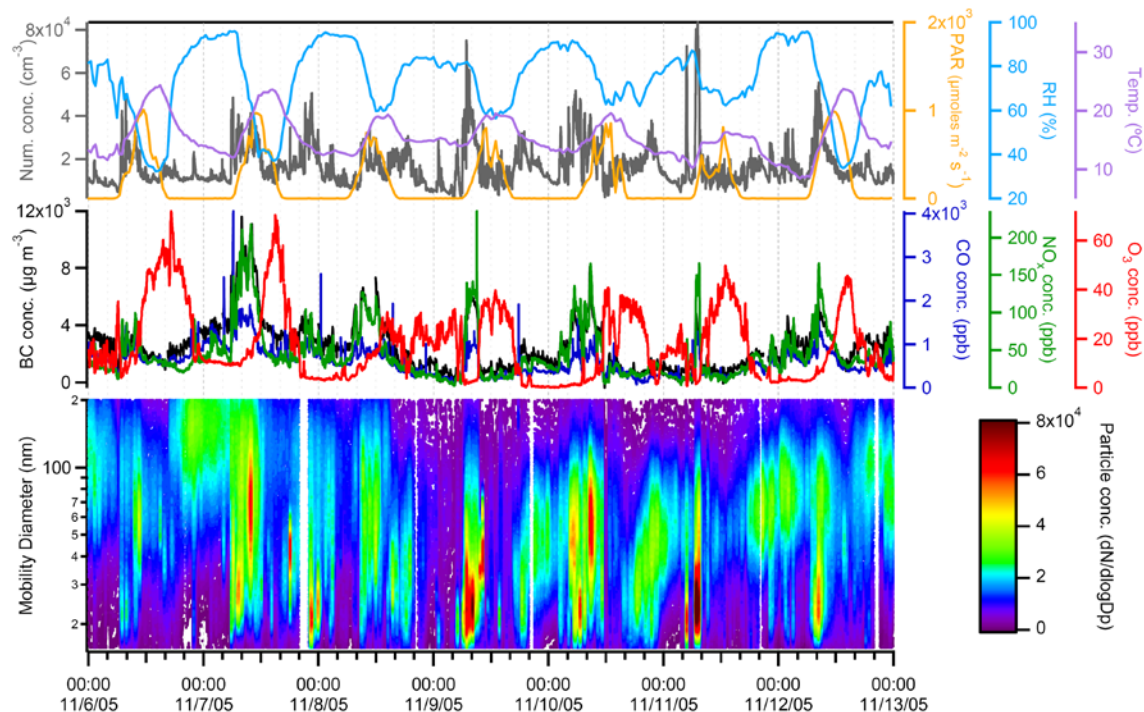 8x10⁴
6
4
2
Num. conc. (cm⁻³)
2x10³
1
0
PAR (μmoles m⁻² s⁻¹)
100
80
60
40
20
RH (%)
30
20
10
Temp. (ºC)
12x10³
8
4
0
BC conc. (μg m⁻³)
4x10³
3
2
1
0
CO conc. (ppb)
200
150
100
50
0
NOₓ conc. (ppb)
60
40
20
0
O₃ conc. (ppb)
2
100
7
6
5
4
3
2
Mobility Diameter (nm)
8x10⁴
6
4
2
0
Particle conc. (dN/dlogDp)
00:00 00:00 00:00 00:00 00:00 00:00 00:00 00:00
11/6/05 11/7/05 11/8/05 11/9/05 11/10/05 11/11/05 11/12/05 11/13/05